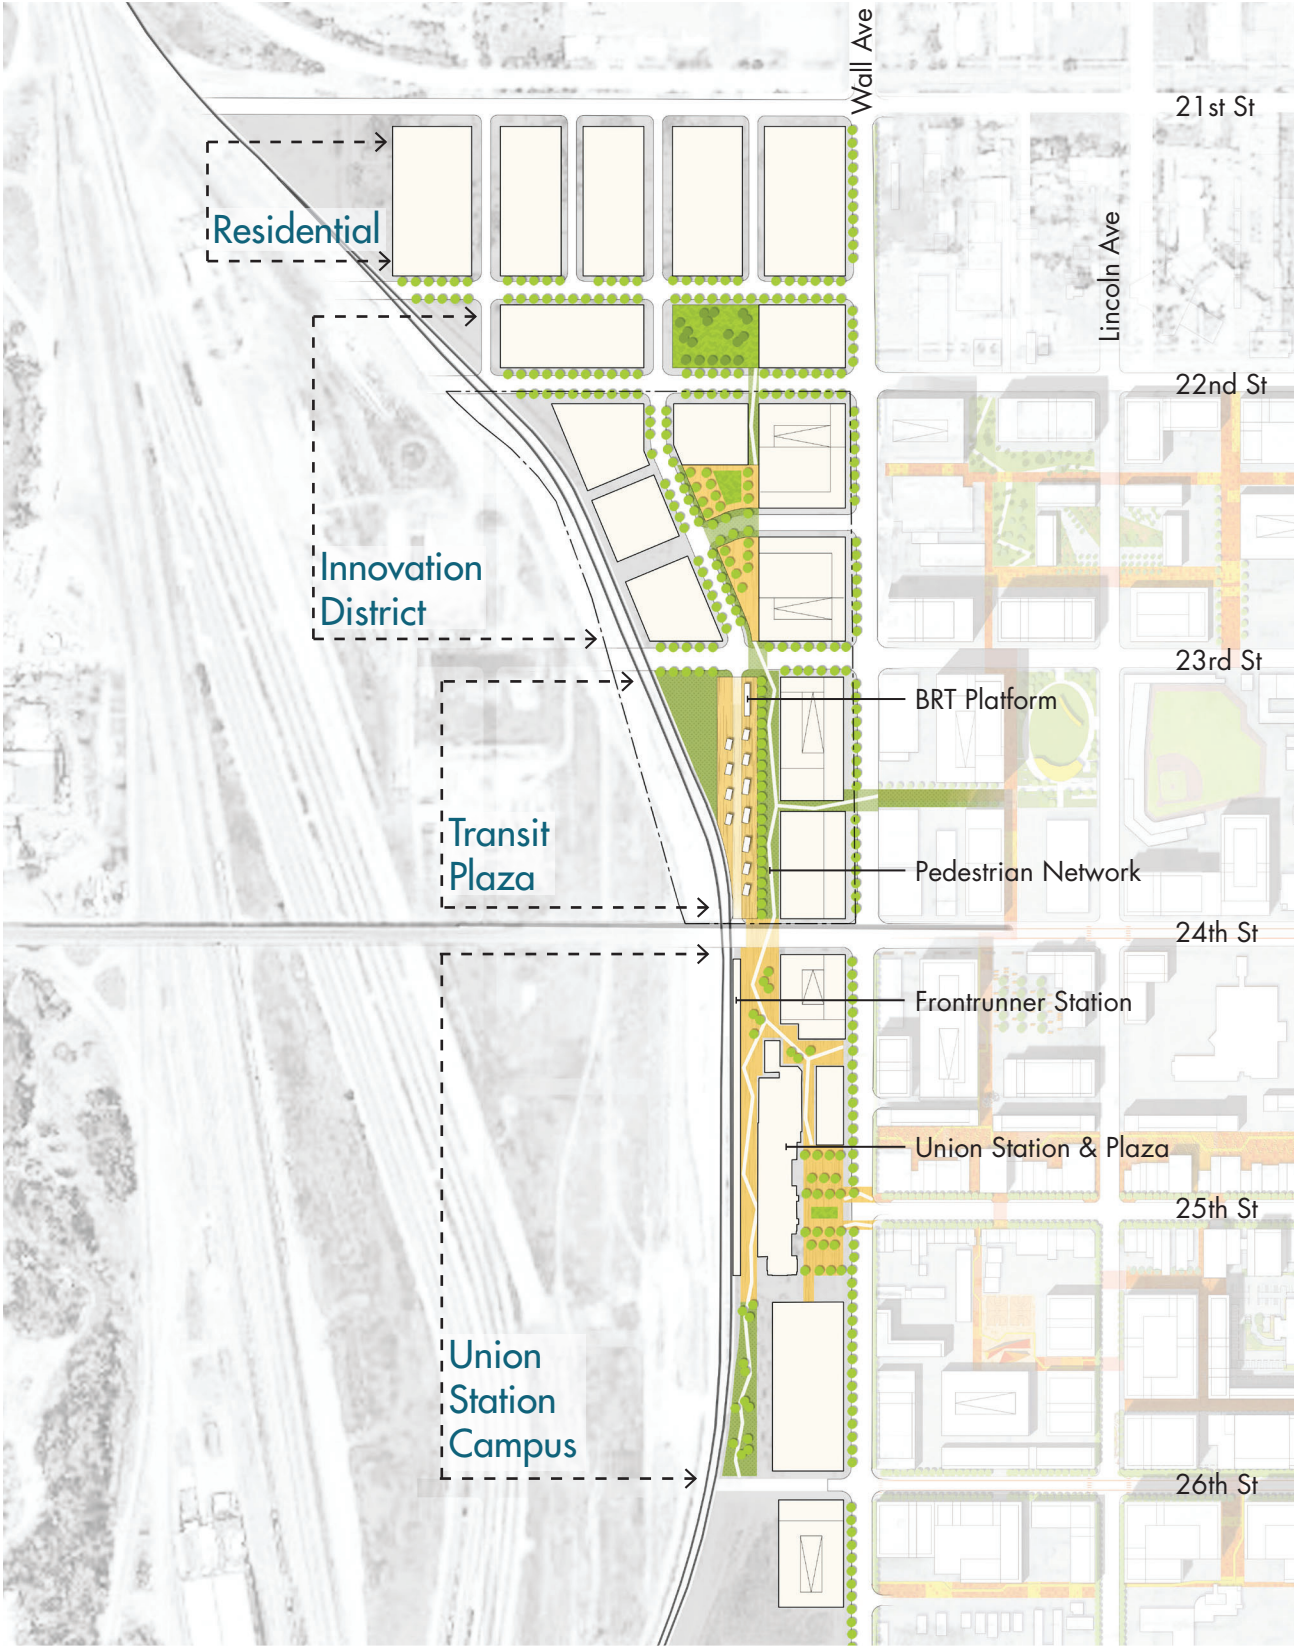 Wall Ave
21st St
Residential
Lincoln Ave
22nd St
Innovation
District
23rd St
BRT Platform
Transit
Plaza
Pedestrian Network
24th St
Frontrunner Station
Union Station & Plaza
25th St
Union
Station
Campus
26th St